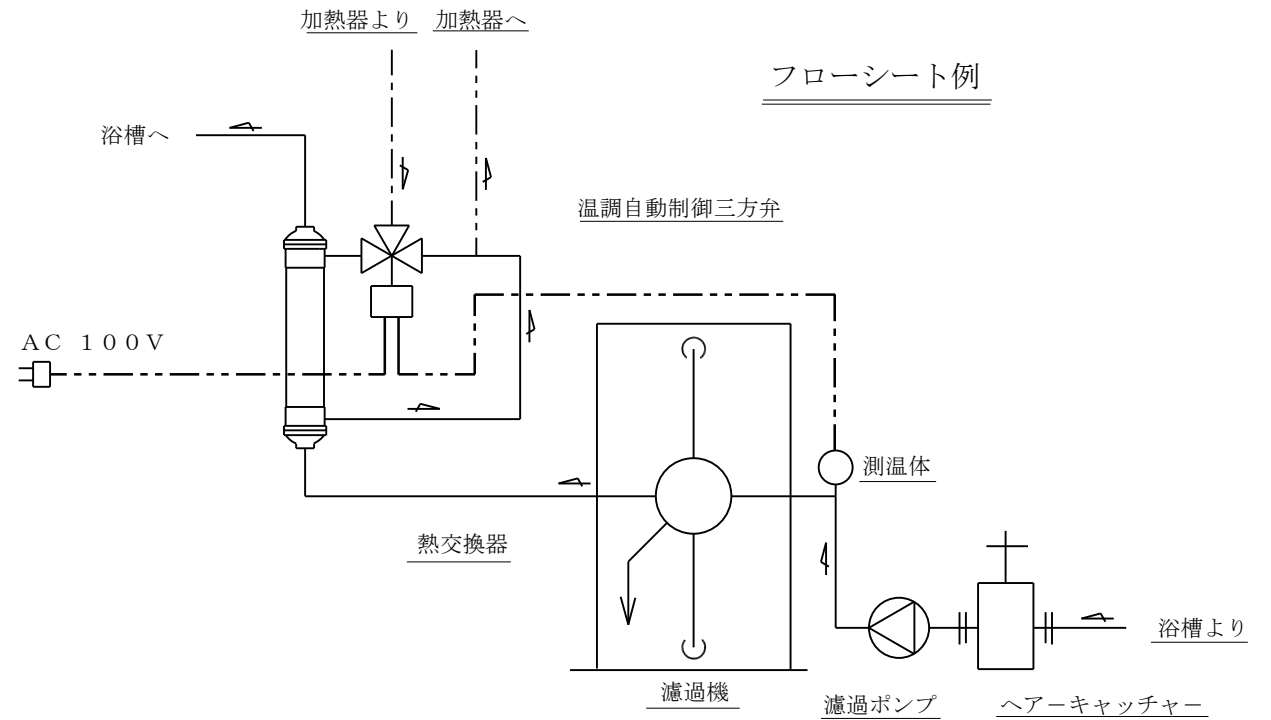 加熱器より
加熱器へ
フローシート例
浴槽へ
温調自動制御三方弁
ＡＣ １００Ｖ
測温体
熱交換器
浴槽より
濾過機
濾過ポンプ
ヘアーキャッチャー